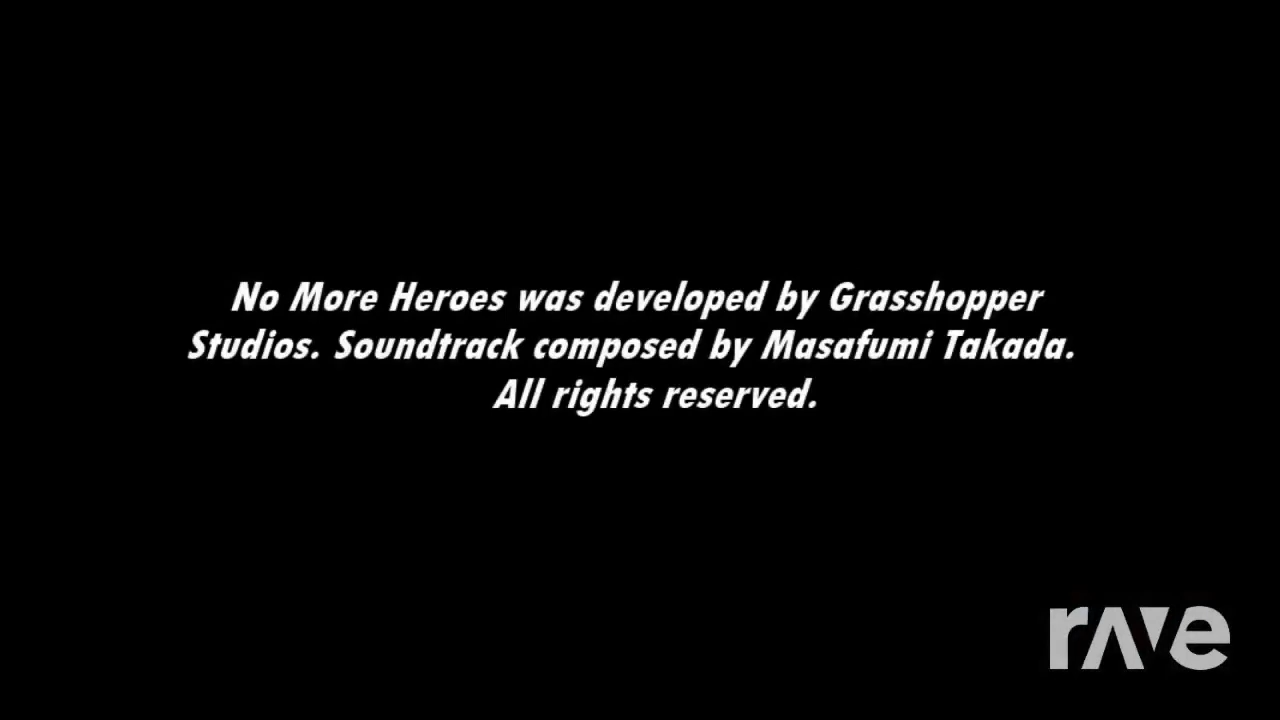 No More Heroes was developed by Grasshopper
Studios. Soundtrack composed by Masafumi Takada.
All rights reserved.
rave